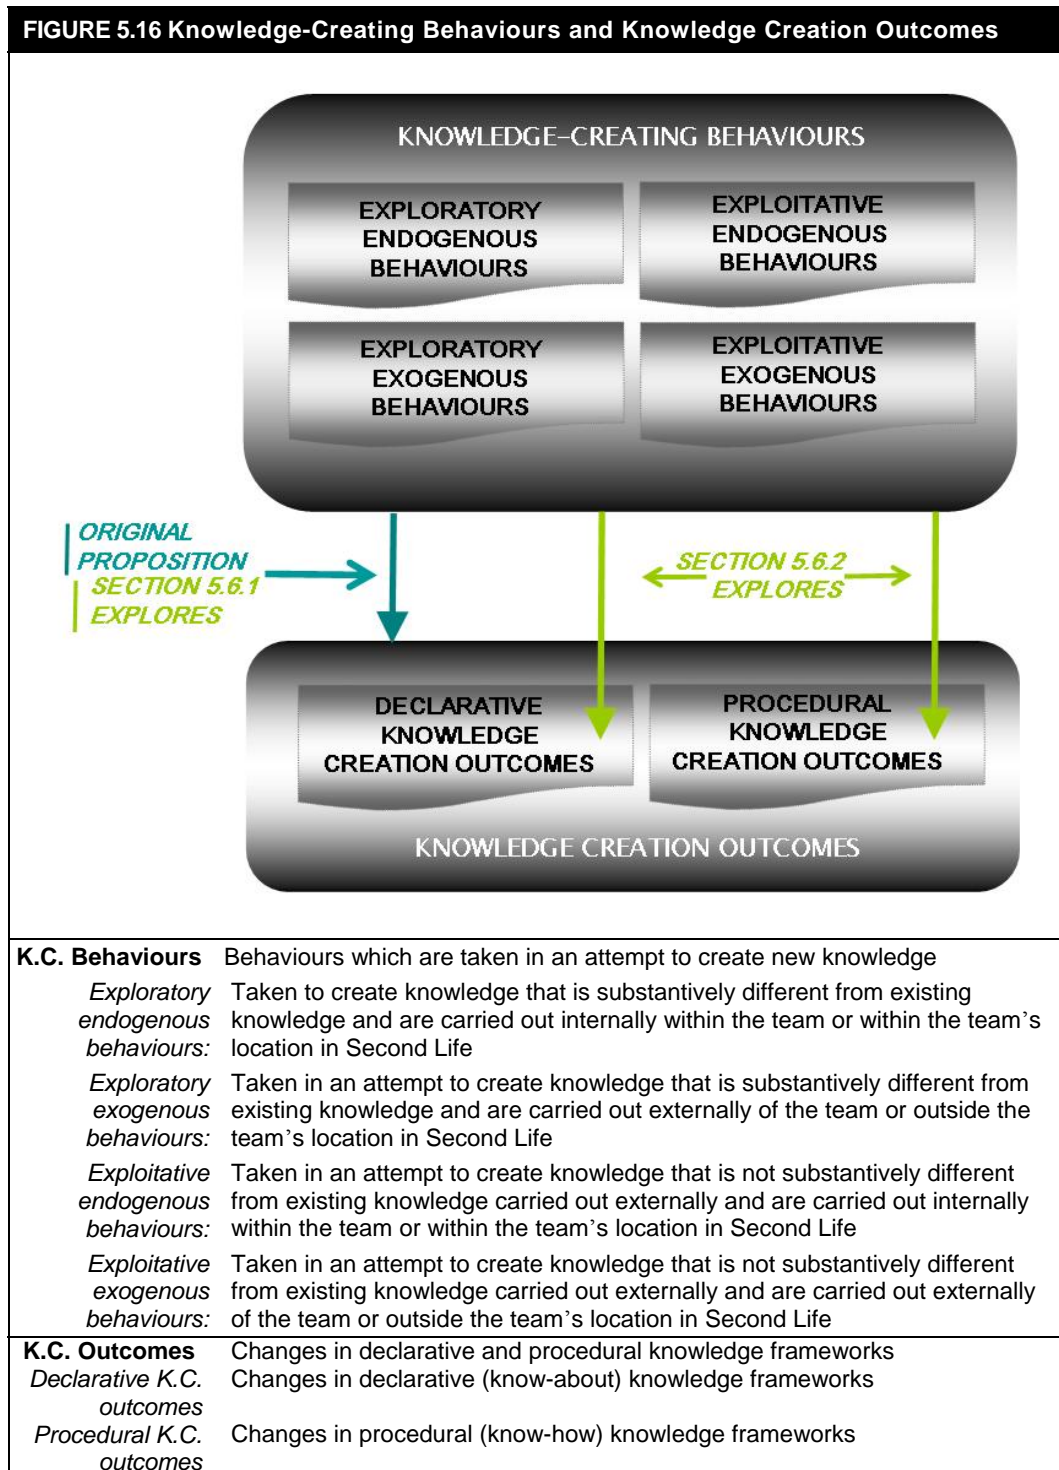 FIGURE 5.16 Knowledge-Creating Behaviours and Knowledge Creation Outcomes
KNOWLEDGE-CREATING BEHAVIOURS
EXPLORATORY
ENDOGENOUS
BEHAVIOURS
EXPLOITATIVE
ENDOGENOUS
BEHAVIOURS
EXPLORATORY
EXOGENOUS
BEHAVIOURS
EXPLOITATIVE
EXOGENOUS
BEHAVIOURS
ORIGINAL
PROPOSITION
SECTION 5.6.1
EXPLORES
SECTION 5.6.2
EXPLORES
DECLARATIVE
KNOWLEDGE
CREATION OUTCOMES
PROCEDURAL
KNOWLEDGE
CREATION OUTCOMES
KNOWLEDGE CREATION OUTCOMES
K.C. Behaviours Behaviours which are taken in an attempt to create new knowledge
Exploratory Taken to create knowledge that is substantively different from existing
endogenous knowledge and are carried out internally within the team or within the team's
behaviours: location in Second Life
Exploratory Taken in an attempt to create knowledge that is substantively different from
exogenous existing knowledge and are carried out externally of the team or outside the
behaviours: team's location in Second Life
Exploitative Taken in an attempt to create knowledge that is not substantively different
endogenous from existing knowledge carried out externally and are carried out internally
behaviours: within the team or within the team's location in Second Life
Exploitative Taken in an attempt to create knowledge that is not substantively different
exogenous from existing knowledge carried out externally and are carried out externally
behaviours: of the team or outside the team's location in Second Life
K.C. Outcomes Changes in declarative and procedural knowledge frameworks
Declarative K.C. Changes in declarative (know-about) knowledge frameworks
outcomes
Procedural K.C. Changes in procedural (know-how) knowledge frameworks
outcomes